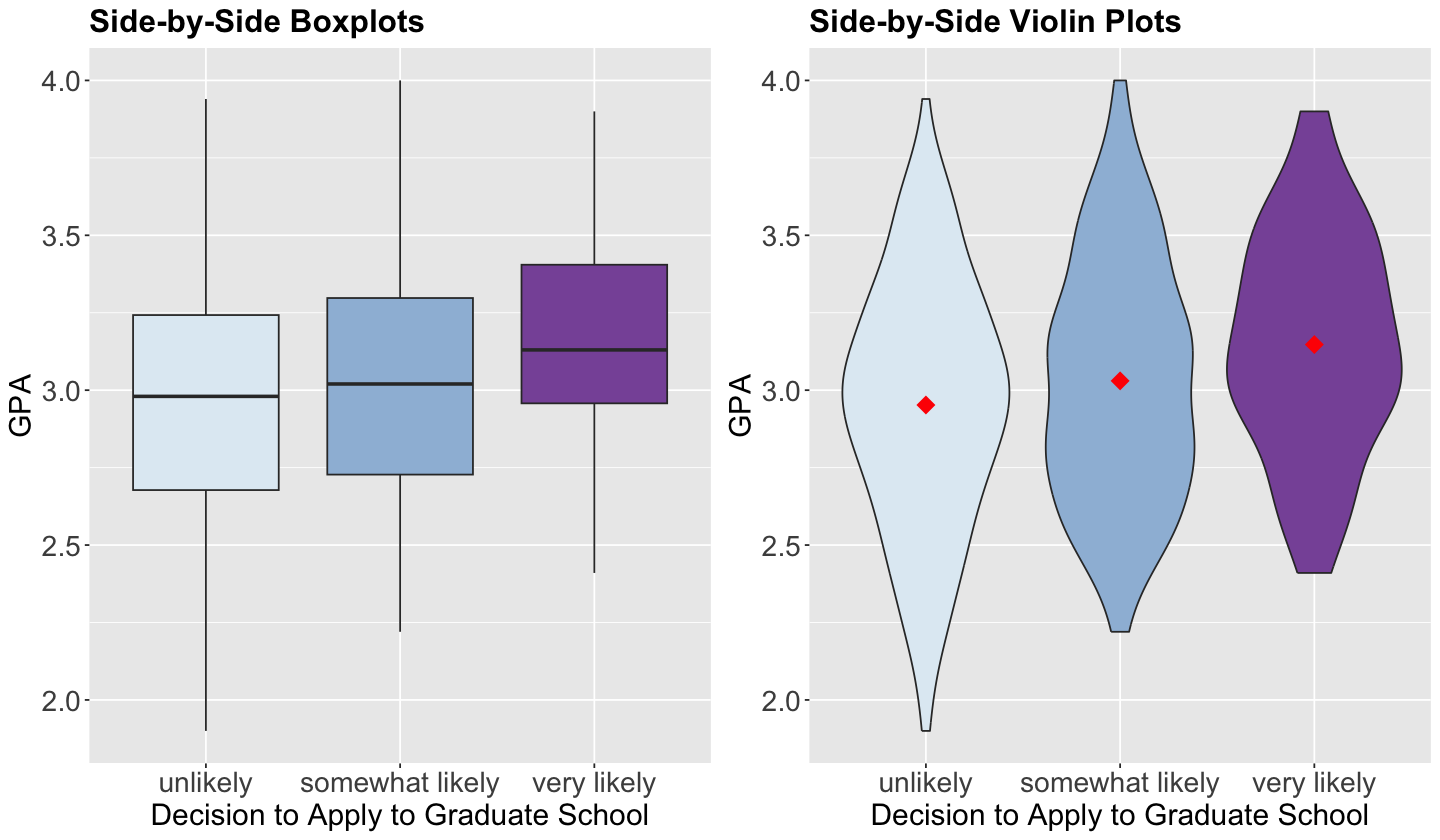 Side-by-Side Boxplots
GPA
4.0
3.5
3.0
2.5
2.0
unlikely
somewhat likely
very likely
Decision to Apply to Graduate School
Side-by-Side Violin Plots
GPA
4.0
3.5
3.0
2.5
2.0
unlikely
somewhat likely
very likely
Decision to Apply to Graduate School